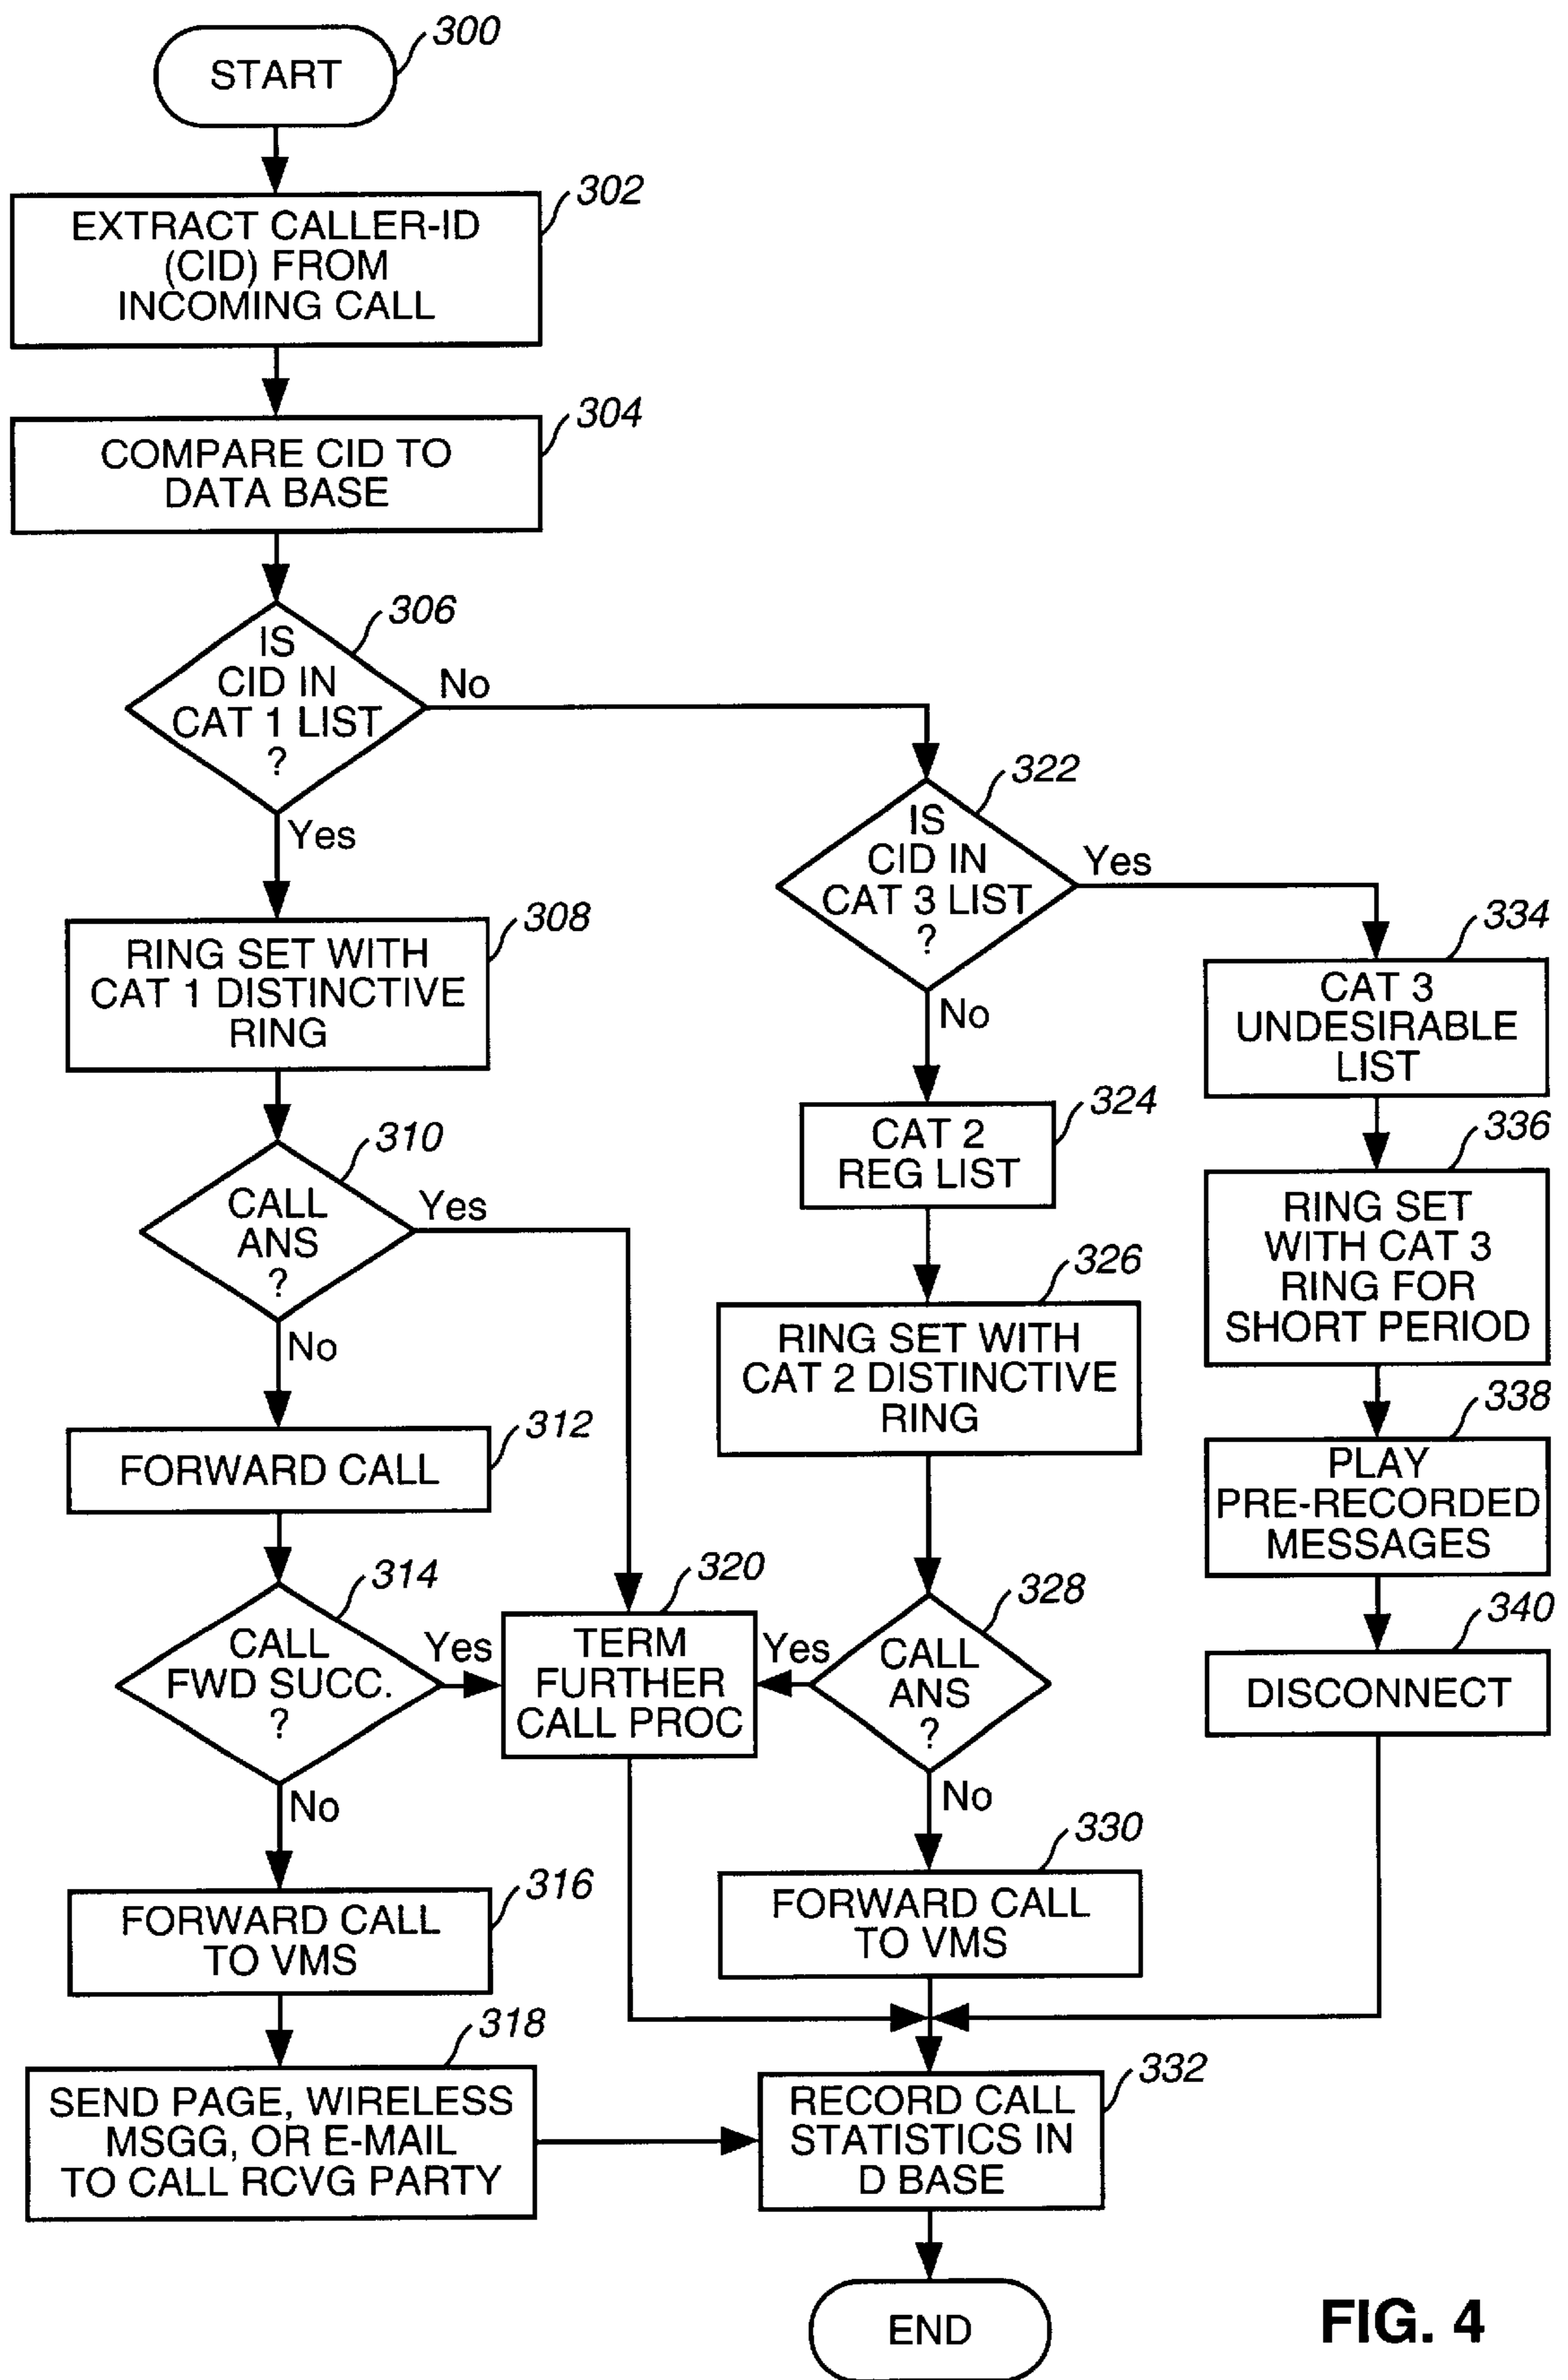 300
START
302
EXTRACT CALLER-ID
(CID) FROM
INCOMING CALL
304
COMPARE CID TO
DATA BASE
306
IS
CID IN
CAT 1 LIST
?
No
Yes
322
IS
CID IN
CAT 3 LIST
?
Yes
No
308
RING SET WITH
CAT 1 DISTINCTIVE
RING
310
CALL
ANS
?
Yes
No
312
FORWARD CALL
314
CALL
FWD SUCC.
?
Yes
No
316
FORWARD CALL
TO VMS
318
SEND PAGE, WIRELESS
MSGG, OR E-MAIL
TO CALL RCVG PARTY
320
TERM
FURTHER
CALL PROC
324
CAT 2
REG LIST
326
RING SET WITH
CAT 2 DISTINCTIVE
RING
328
CALL
ANS
?
Yes
No
330
FORWARD CALL
TO VMS
334
CAT 3
UNDESIRABLE
LIST
336
RING SET
WITH CAT 3
RING FOR
SHORT PERIOD
338
PLAY
PRE-RECORDED
MESSAGES
340
DISCONNECT
332
RECORD CALL
STATISTICS IN
D BASE
END
FIG. 4